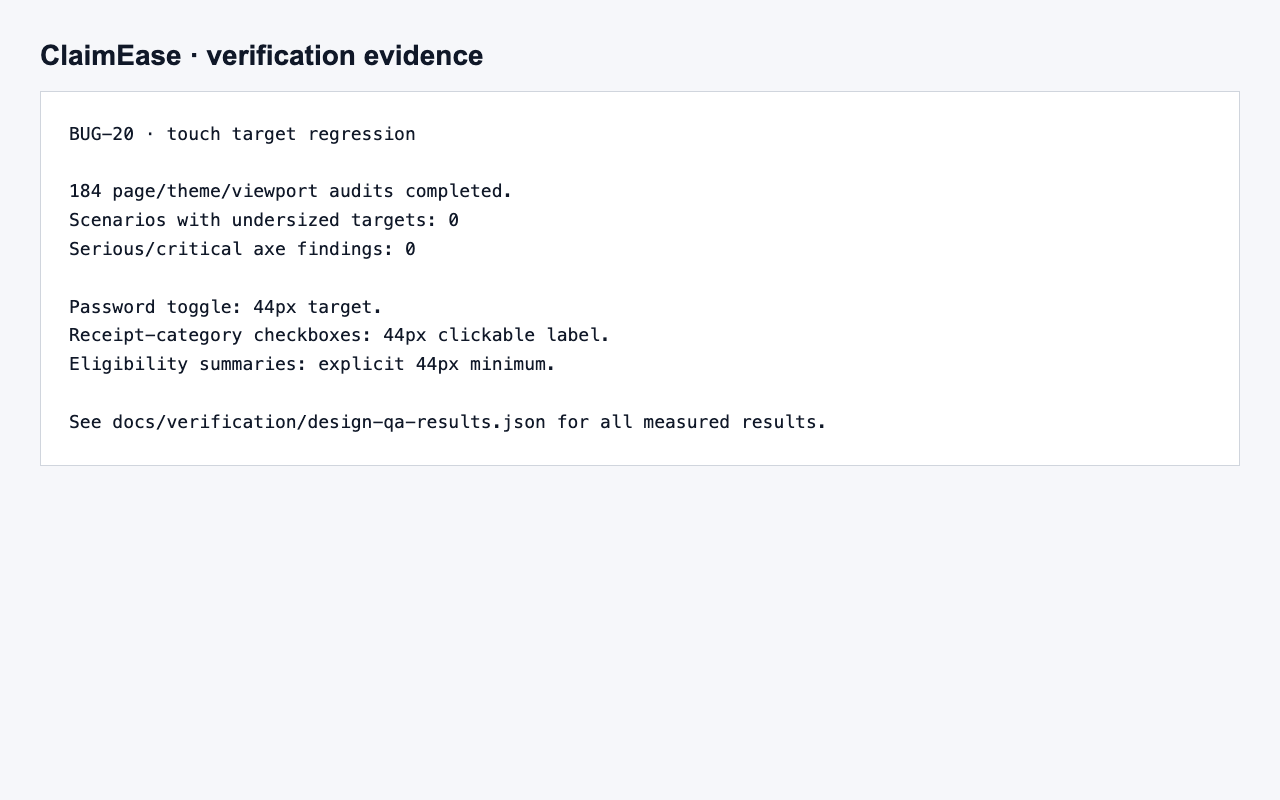 ClaimEase · verification evidence
BUG-20 · touch target regression
184 page/theme/viewport audits completed.
Scenarios with undersized targets: 0
Serious/critical axe findings: 0
Password toggle: 44px target.
Receipt-category checkboxes: 44px clickable label.
Eligibility summaries: explicit 44px minimum.
See docs/verification/design-qa-results.json for all measured results.